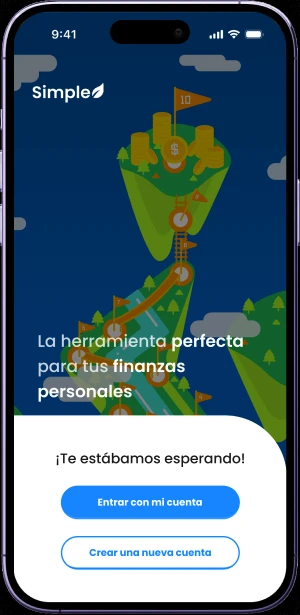 9:41
Simple
10
$
La herramienta perfecta
para tus finanzas
personales
¡Te estábamos esperando!
Entrar con mi cuenta
Crear una nueva cuenta